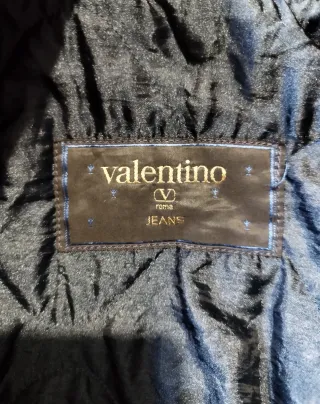 valentino
V
roma
JEANS